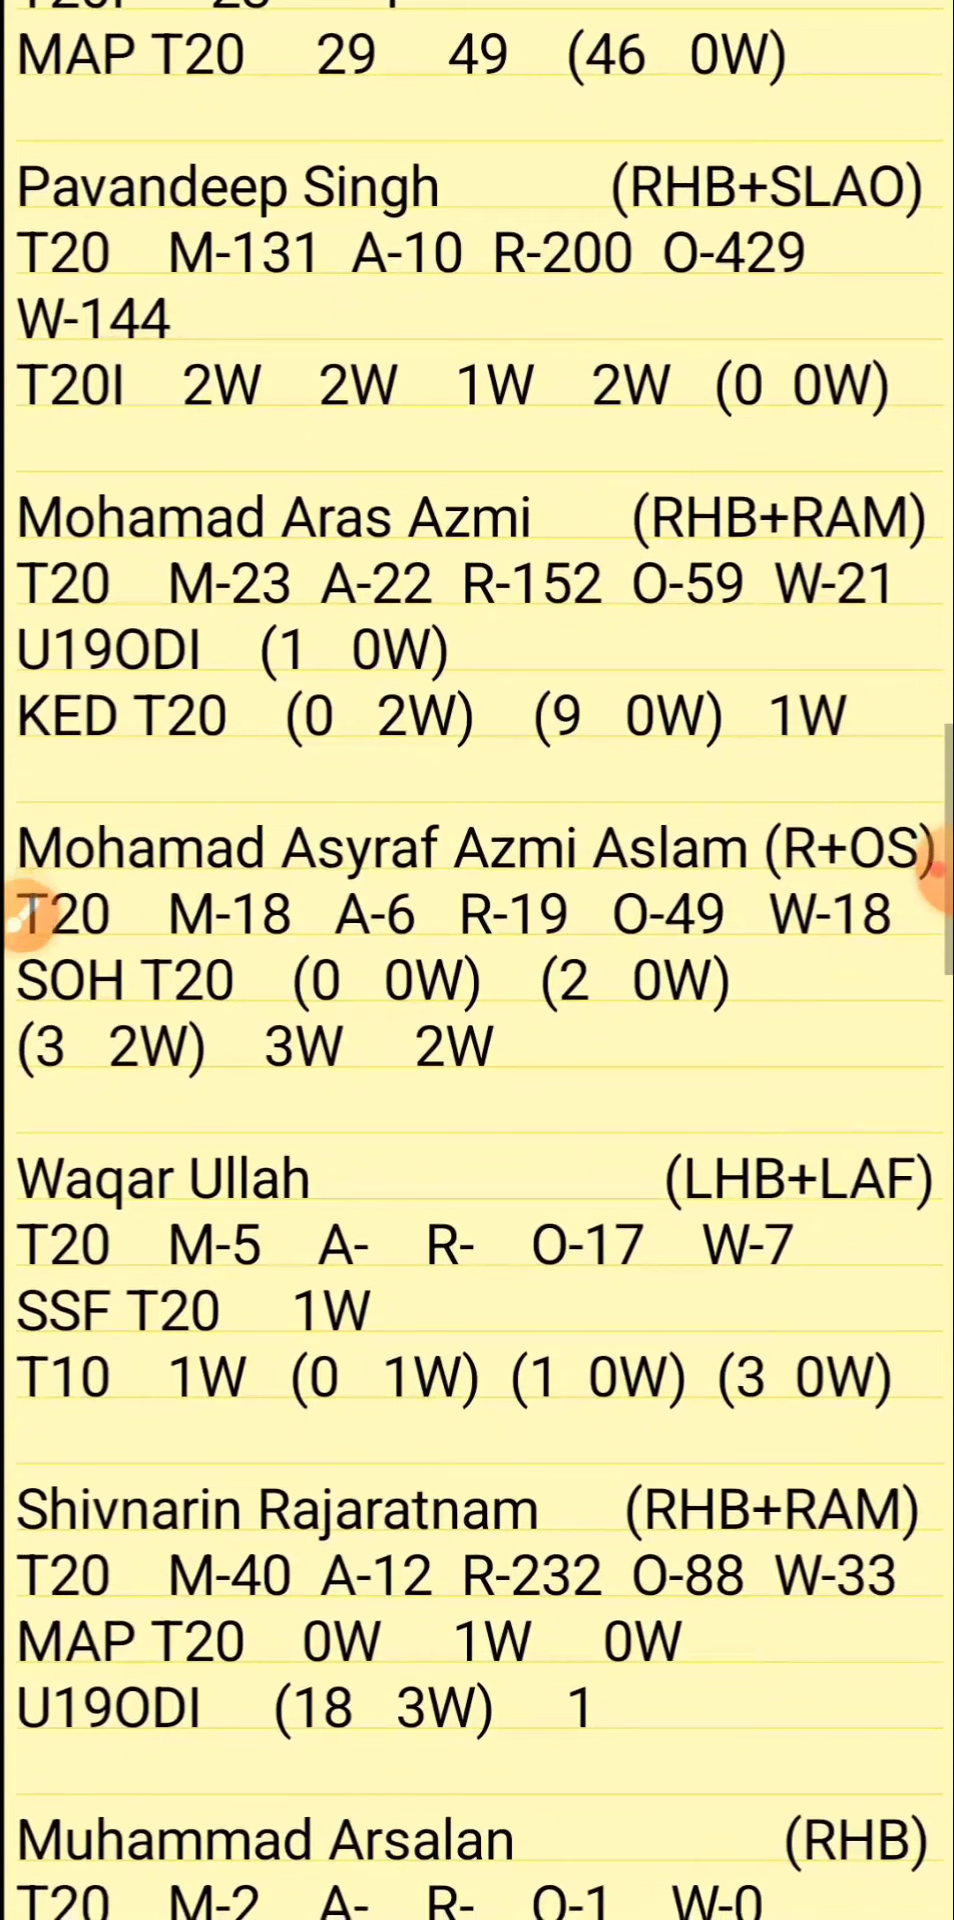 MAP T20 29 49 (46 0W)
Pavandeep Singh (RHB+SLAO)
T20 M-131 A-10 R-200 O-429
W-144
T20I 2W 2W 1W 2W (0 0W)
Mohamad Aras Azmi (RHB+RAM)
T20 M-23 A-22 R-152 O-59 W-21
U19ODI (1 0W)
KED T20 (0 2W) (9 0W) 1W
Mohamad Asyraf Azmi Aslam (R+OS)
T20 M-18 A-6 R-19 O-49 W-18
SOH T20 (0 0W) (2 0W)
(3 2W) 3W 2W
Waqar Ullah (LHB+LAF)
T20 M-5 A- R- O-17 W-7
SSF T20 1W
T10 1W (0 1W) (1 0W) (3 0W)
Shivnarin Rajaratnam (RHB+RAM)
T20 M-40 A-12 R-232 O-88 W-33
MAP T20 0W 1W 0W
U19ODI (18 3W) 1
Muhammad Arsalan (RHB)
T20 M-2 A- R- O-1 W-0